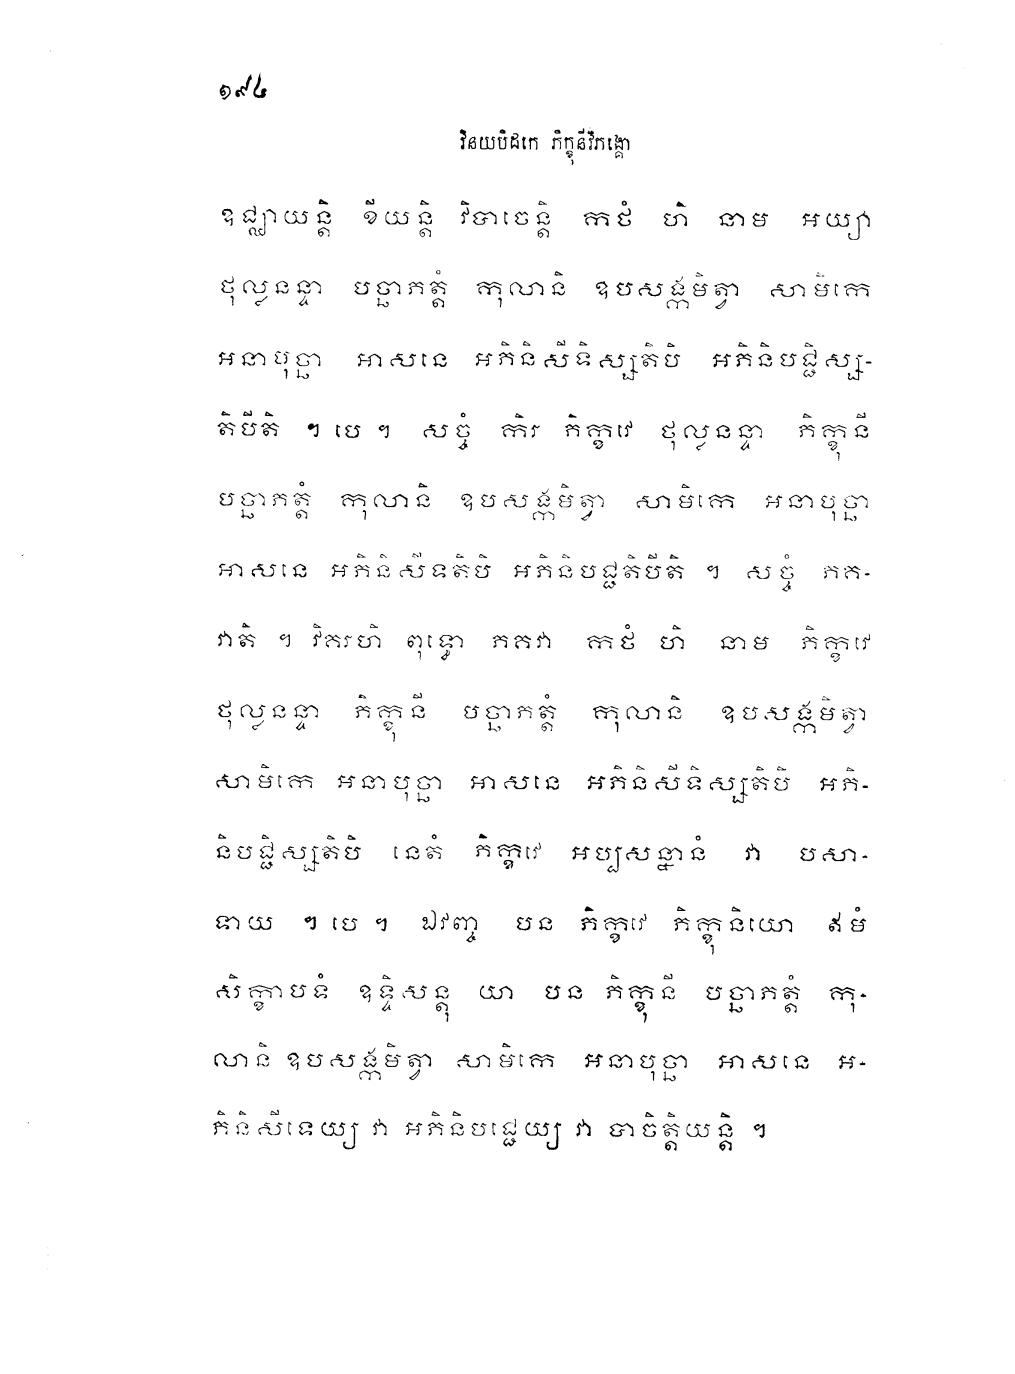 ១៩៤
វិនយបិដកេ ភិក្ខុនីវិភង្គោ
ឧជ្ឈាយន្តិ ខីយន្តិ វិបាចេន្តិ កថំ ហិ នាម អយ្យា
ថុល្លនន្ទា បច្ឆាភត្តំ កុលានិ ឧបសង្កមិត្វា សាមិកេ
អនាបុច្ឆា អាសនេ អភិនិសីទិស្សតិបិ អភិនិបជ្ជិស្ស-
តិបីតិ ។ បេ ។ សច្ចំ កិរ ភិក្ខវេ ថុល្លនន្ទា ភិក្ខុនី
បច្ឆាភត្តំ កុលានិ ឧបសង្កមិត្វា សាមិកេ អនាបុច្ឆា
អាសនេ អភិនិសីទតិបិ អភិនិបជ្ជតិបីតិ ។ សច្ចំ ភគ-
វាតិ ។ វិគរហិ ពុទ្ធោ ភគវា កថំ ហិ នាម ភិក្ខវេ
ថុល្លនន្ទា ភិក្ខុនី បច្ឆាភត្តំ កុលានិ ឧបសង្កមិត្វា
សាមិកេ អនាបុច្ឆា អាសនេ អភិនិសីទិស្សតិបិ អភិ-
និបជ្ជិស្សតិបិ នេតំ ភិក្ខវេ អប្បសន្នានំ វា បសា-
ទាយ ។ បេ ។ ឯវញ្ច បន ភិក្ខវេ ភិក្ខុនិយោ ឥមំ
សិក្ខាបទំ ឧទ្ទិសន្តុ យា បន ភិក្ខុនី បច្ឆាភត្តំ កុ-
លានិ ឧបសង្កមិត្វា សាមិកេ អនាបុច្ឆា អាសនេ អ-
ភិនិសីទេយ្យ វា អភិនិបជ្ជេយ្យ វា បាចិត្តិយន្តិ ។